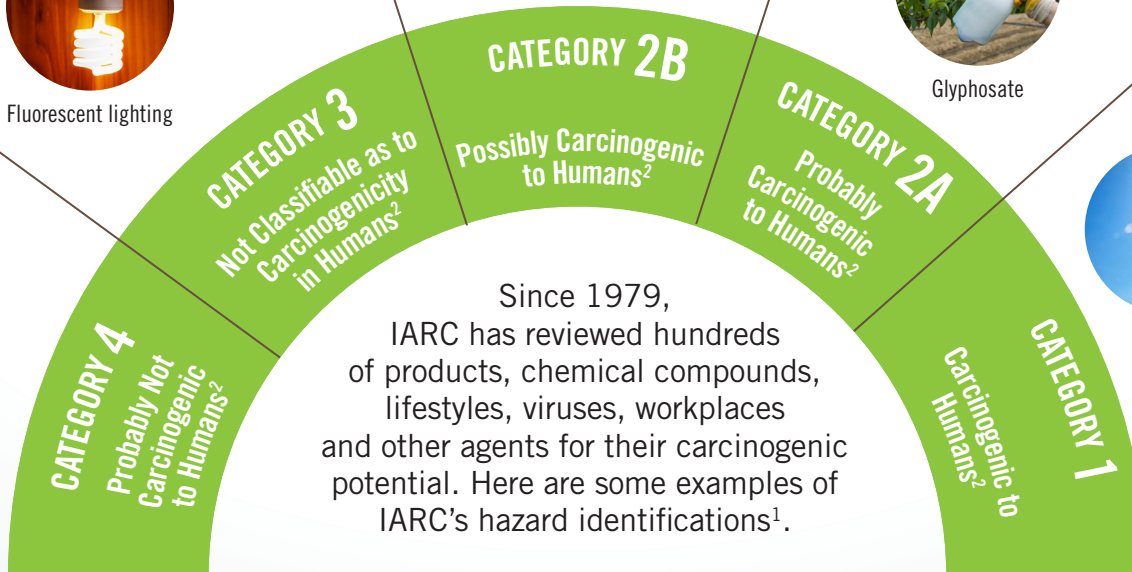 Fluorescent lighting
Glyphosate
CATEGORY 4
Probably Not
Carcinogenic
to Humans²
CATEGORY 3
Not Classifiable as to
Carcinogenicity
in Humans²
CATEGORY 2B
Possibly Carcinogenic
to Humans²
CATEGORY 2A
Probably
Carcinogenic
to Humans²
CATEGORY 1
Carcinogenic to
Humans²
Since 1979,
IARC has reviewed hundreds
of products, chemical compounds,
lifestyles, viruses, workplaces
and other agents for their carcinogenic
potential. Here are some examples of
IARC's hazard identifications¹.